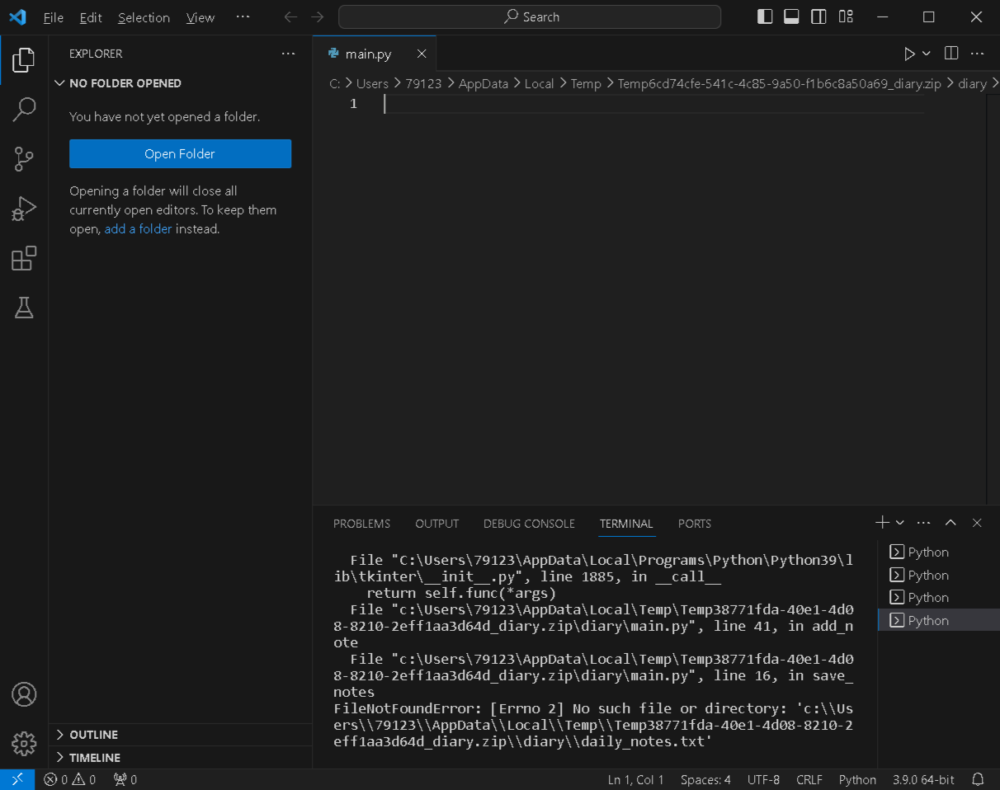 File Edit Selection View ··· Search
EXPLORER ···
NO FOLDER OPENED
You have not yet opened a folder.
Open Folder
Opening a folder will close all
currently open editors. To keep them
open, add a folder instead.
OUTLINE
TIMELINE
main.py
C: > Users > 79123 > AppData > Local > Temp > Temp6cd74cfe-541c-4c85-9a50-f1b6c8a50a69_diary.zip > diary >
1
PROBLEMS OUTPUT DEBUG CONSOLE TERMINAL PORTS
File "C:\Users\79123\AppData\Local\Programs\Python\Python39\l
ib\tkinter\__init__.py", line 1885, in __call__
return self.func(*args)
File "c:\Users\79123\AppData\Local\Temp\Temp38771fda-40e1-4d0
8-8210-2eff1aa3d64d_diary.zip\diary\main.py", line 41, in add_n
ote
File "c:\Users\79123\AppData\Local\Temp\Temp38771fda-40e1-4d0
8-8210-2eff1aa3d64d_diary.zip\diary\main.py", line 16, in save_
notes
FileNotFoundError: [Errno 2] No such file or directory: 'c:\\Us
ers\\79123\\AppData\\Local\\Temp\\Temp38771fda-40e1-4d08-8210-2
eff1aa3d64d_diary.zip\\diary\\daily_notes.txt'
Python
Python
Python
Python
0 0 0 Ln 1, Col 1 Spaces: 4 UTF-8 CRLF Python 3.9.0 64-bit